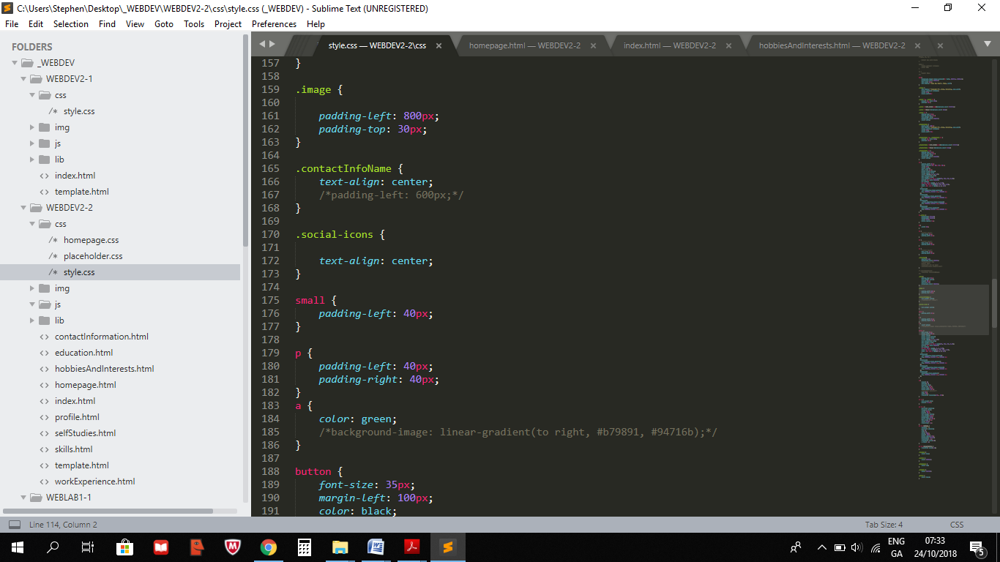 C:\Users\Stephen\Desktop\_WEBDEV\WEBDEV2-2\css\style.css (_WEBDEV) - Sublime Text (UNREGISTERED)
File Edit Selection Find View Goto Tools Project Preferences Help
FOLDERS
_WEBDEV
WEBDEV2-1
css
/* style.css
img
js
lib
<> index.html
<> template.html
WEBDEV2-2
css
/* homepage.css
/* placeholder.css
/* style.css
img
js
lib
<> contactInformation.html
<> education.html
<> hobbiesAndInterests.html
<> homepage.html
<> index.html
<> profile.html
<> selfStudies.html
<> skills.html
<> template.html
<> workExperience.html
WEBLAB1-1
style.css — WEBDEV2-2\css × homepage.html — WEBDEV2-2 × index.html — WEBDEV2-2 × hobbiesAndInterests.html — WEBDEV2-2 × ×
157 }
158
159 .image {
160
161     padding-left: 800px;
162     padding-top: 30px;
163 }
164
165 .contactInfoName {
166     text-align: center;
167     /*padding-left: 600px;*/
168 }
169
170 .social-icons {
171
172     text-align: center;
173 }
174
175 small {
176     padding-left: 40px;
177 }
178
179 p {
180     padding-left: 40px;
181     padding-right: 40px;
182 }
183 a {
184     color: green;
185     /*background-image: linear-gradient(to right, #b79891, #94716b);*/
186 }
187
188 button {
189     font-size: 35px;
190     margin-left: 100px;
191     color: black;
Line 114, Column 2 Tab Size: 4 CSS
ENG
GA
07:33
24/10/2018
5